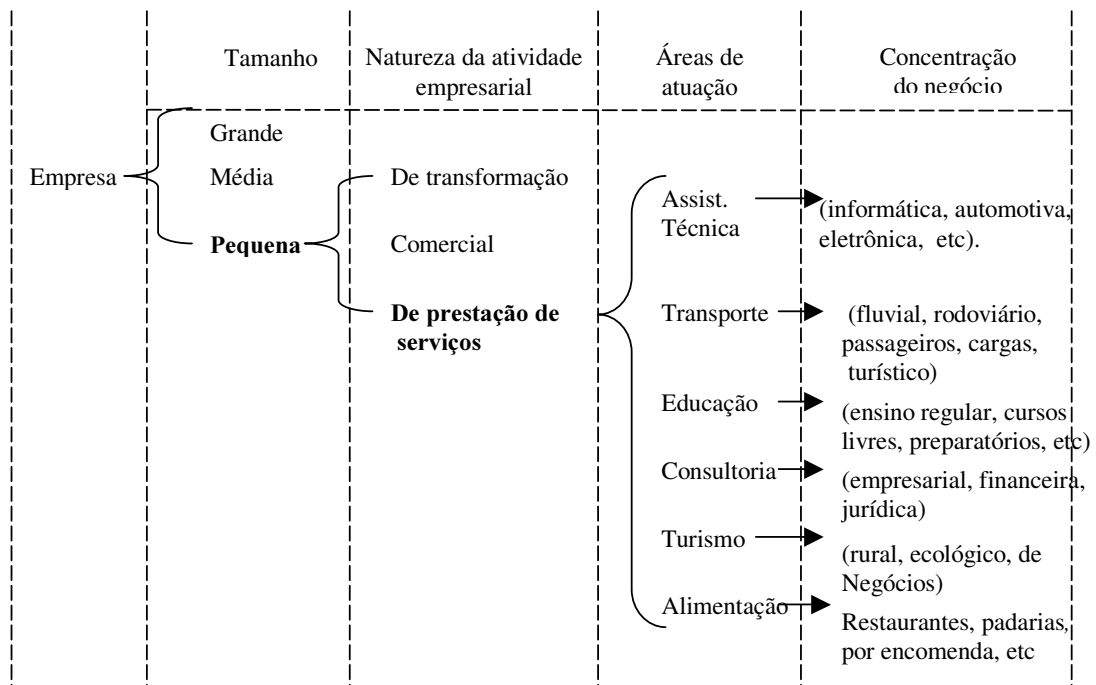 Tamanho
Natureza da atividade
empresarial
Áreas de
atuação
Concentração
do negócio
Empresa
Grande
Média
Pequena
De transformação
Comercial
De prestação de
serviços
Assist.
Técnica
(informática, automotiva,
eletrônica, etc).
Transporte
(fluvial, rodoviário,
passageiros, cargas,
turístico)
Educação
(ensino regular, cursos
livres, preparatórios, etc)
Consultoria
(empresarial, financeira,
jurídica)
Turismo
(rural, ecológico, de
Negócios)
Alimentação
Restaurantes, padarias,
por encomenda, etc